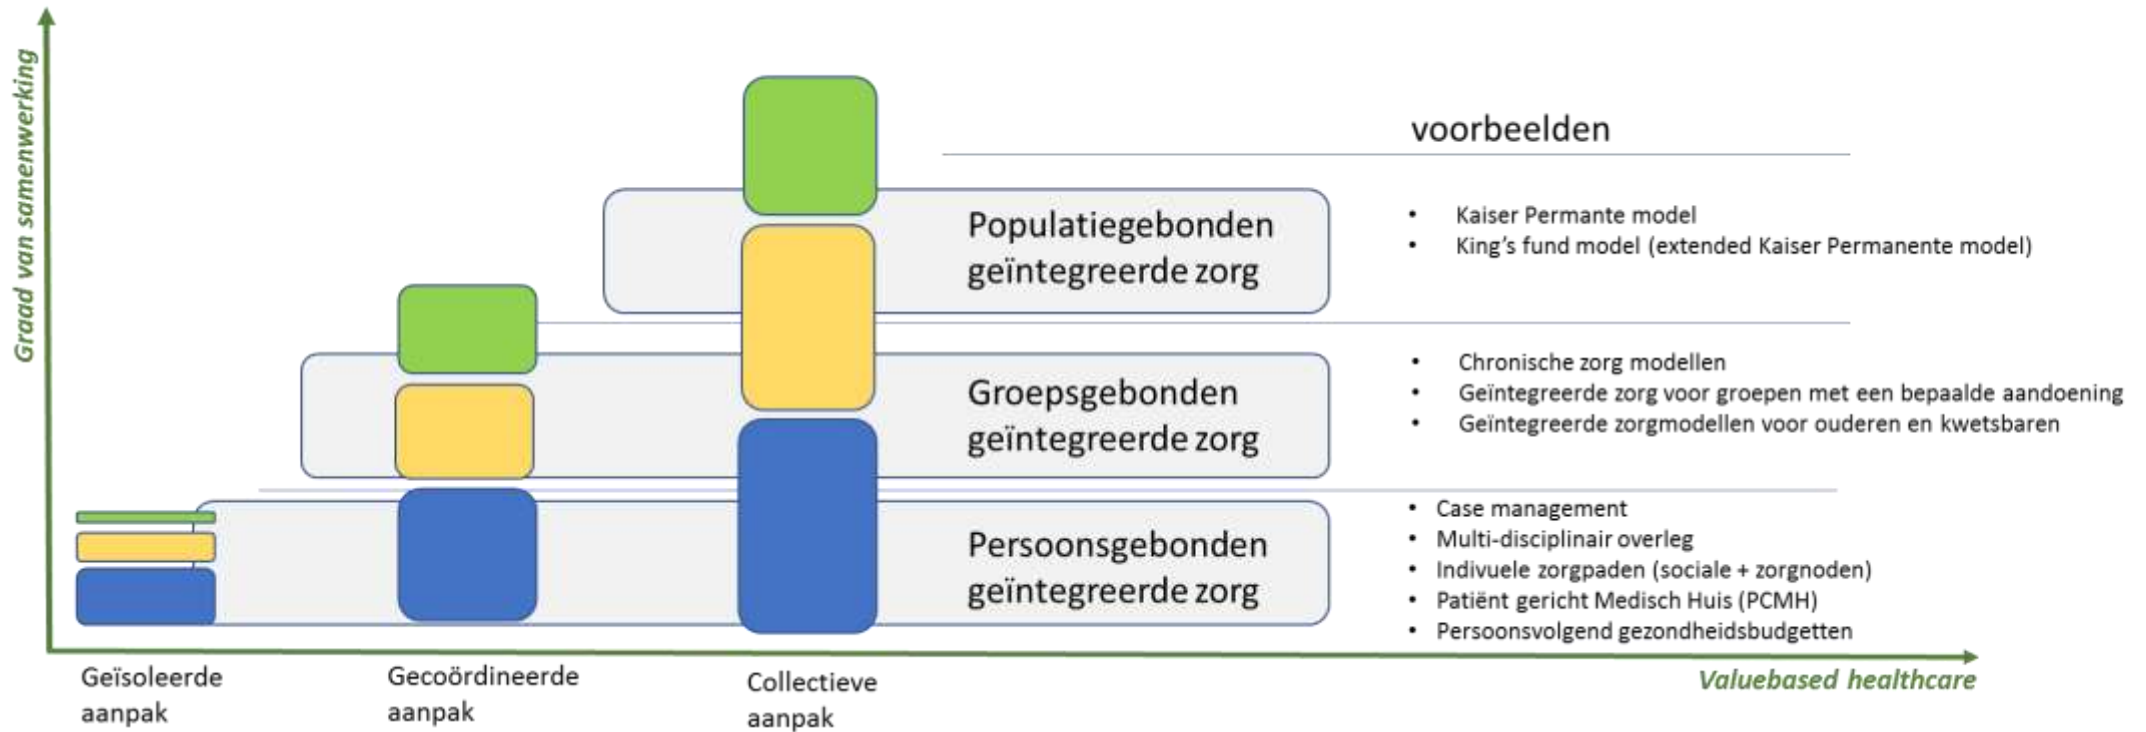 Graad van samenwerking
voorbeelden
Populatiegebonden
geïntegreerde zorg
• Kaiser Permante model
• King's fund model (extended Kaiser Permanente model)
Groepsgebonden
geïntegreerde zorg
• Chronische zorg modellen
• Geïntegreerde zorg voor groepen met een bepaalde aandoening
• Geïntegreerde zorgmodellen voor ouderen en kwetsbaren
Persoonsgebonden
geïntegreerde zorg
• Case management
• Multi-disciplinair overleg
• Indivuele zorgpaden (sociale + zorgnoden)
• Patiënt gericht Medisch Huis (PCMH)
• Persoonsvolgend gezondheidsbudgetten
Geïsoleerde
aanpak
Gecoördineerde
aanpak
Collectieve
aanpak
Valuebased healthcare